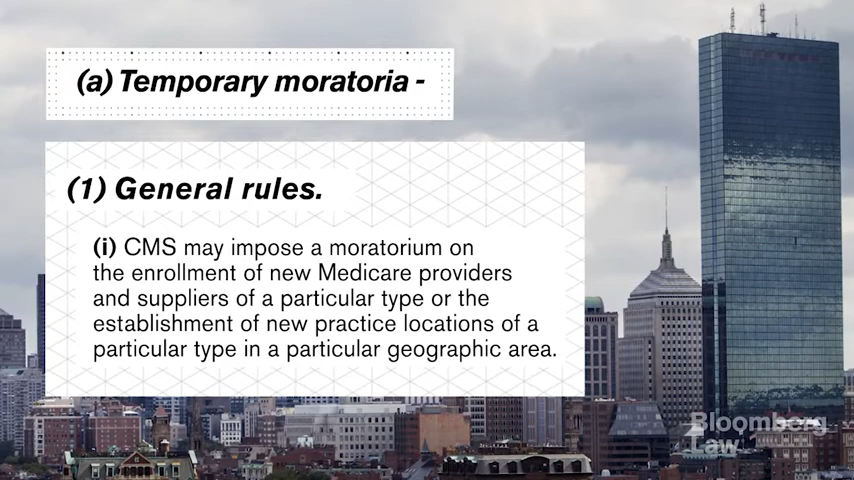 (a) Temporary moratoria -
(1) General rules.
(i) CMS may impose a moratorium on
the enrollment of new Medicare providers
and suppliers of a particular type or the
establishment of new practice locations of a
particular type in a particular geographic area.
Bloomberg
Law